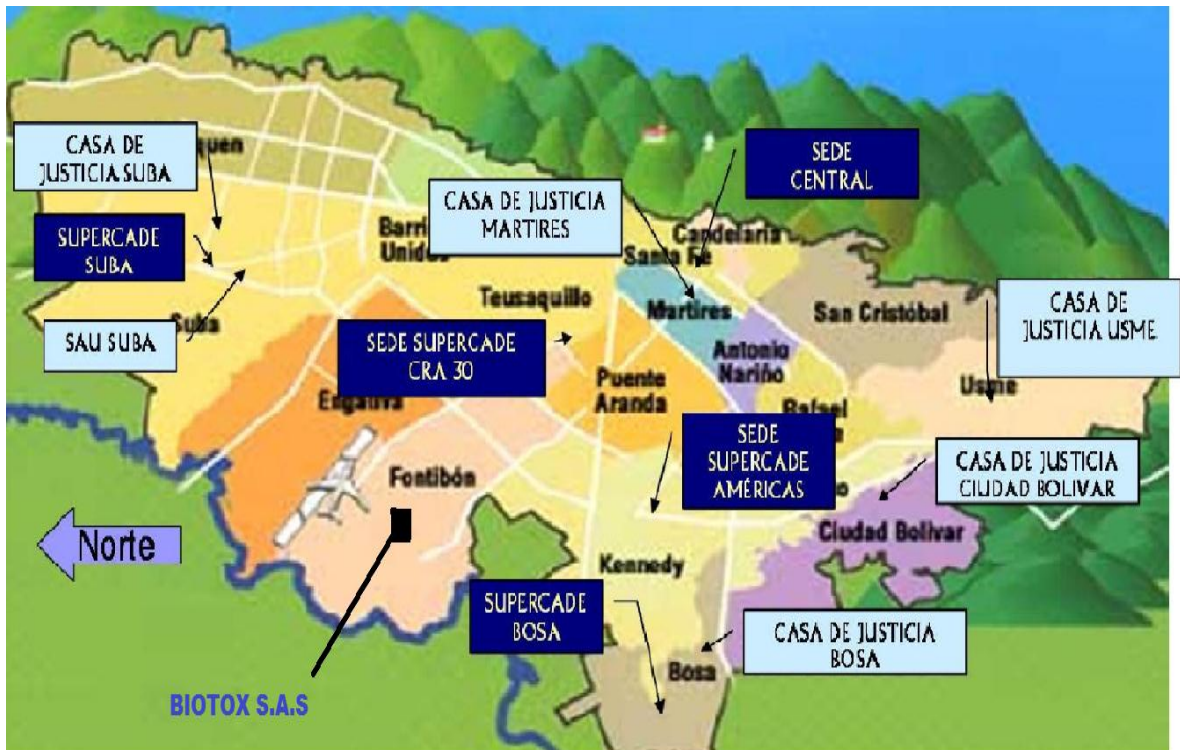 CASA DE
JUSTICIA SUBA
quen
SUPERCADE
SUBA
SAU SUBA
Suba
Barri
Unidos
Teusaquillo
CASA DE JUSTICIA
MARTIRES
SEDE
CENTRAL
Candelaria
Santa Fe
Martires
San Cristóbal
CASA DE
JUSTICIA USME
Usme
SEDE SUPERCADE
CRA 30
Antonio
Nariño
Puente
Aranda
Rafael
Engativa
SEDE
SUPERCADE
AMÉRICAS
CASA DE JUSTICIA
CIUDAD BOLIVAR
o
Fontibón
Ciudad Bolivar
Norte
Kennedy
SUPERCADE
BOSA
CASA DE JUSTICIA
BOSA
Bosa
BIOTOX S.A.S